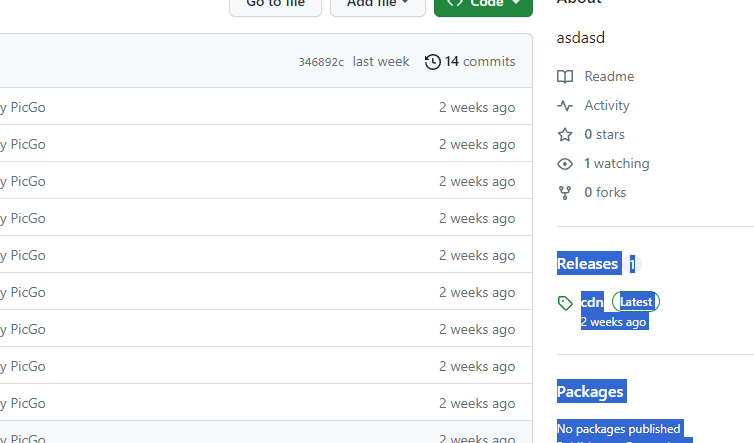 Go to file Add file Code
About
asdasd
346892c last week 14 commits
Readme
y PicGo 2 weeks ago
Activity
y PicGo 2 weeks ago
0 stars
y PicGo 2 weeks ago
1 watching
0 forks
y PicGo 2 weeks ago
y PicGo 2 weeks ago
Releases 1
y PicGo 2 weeks ago
cdn Latest
2 weeks ago
y PicGo 2 weeks ago
y PicGo 2 weeks ago
Packages
y PicGo 2 weeks ago
No packages published
y PicGo 2 weeks ago